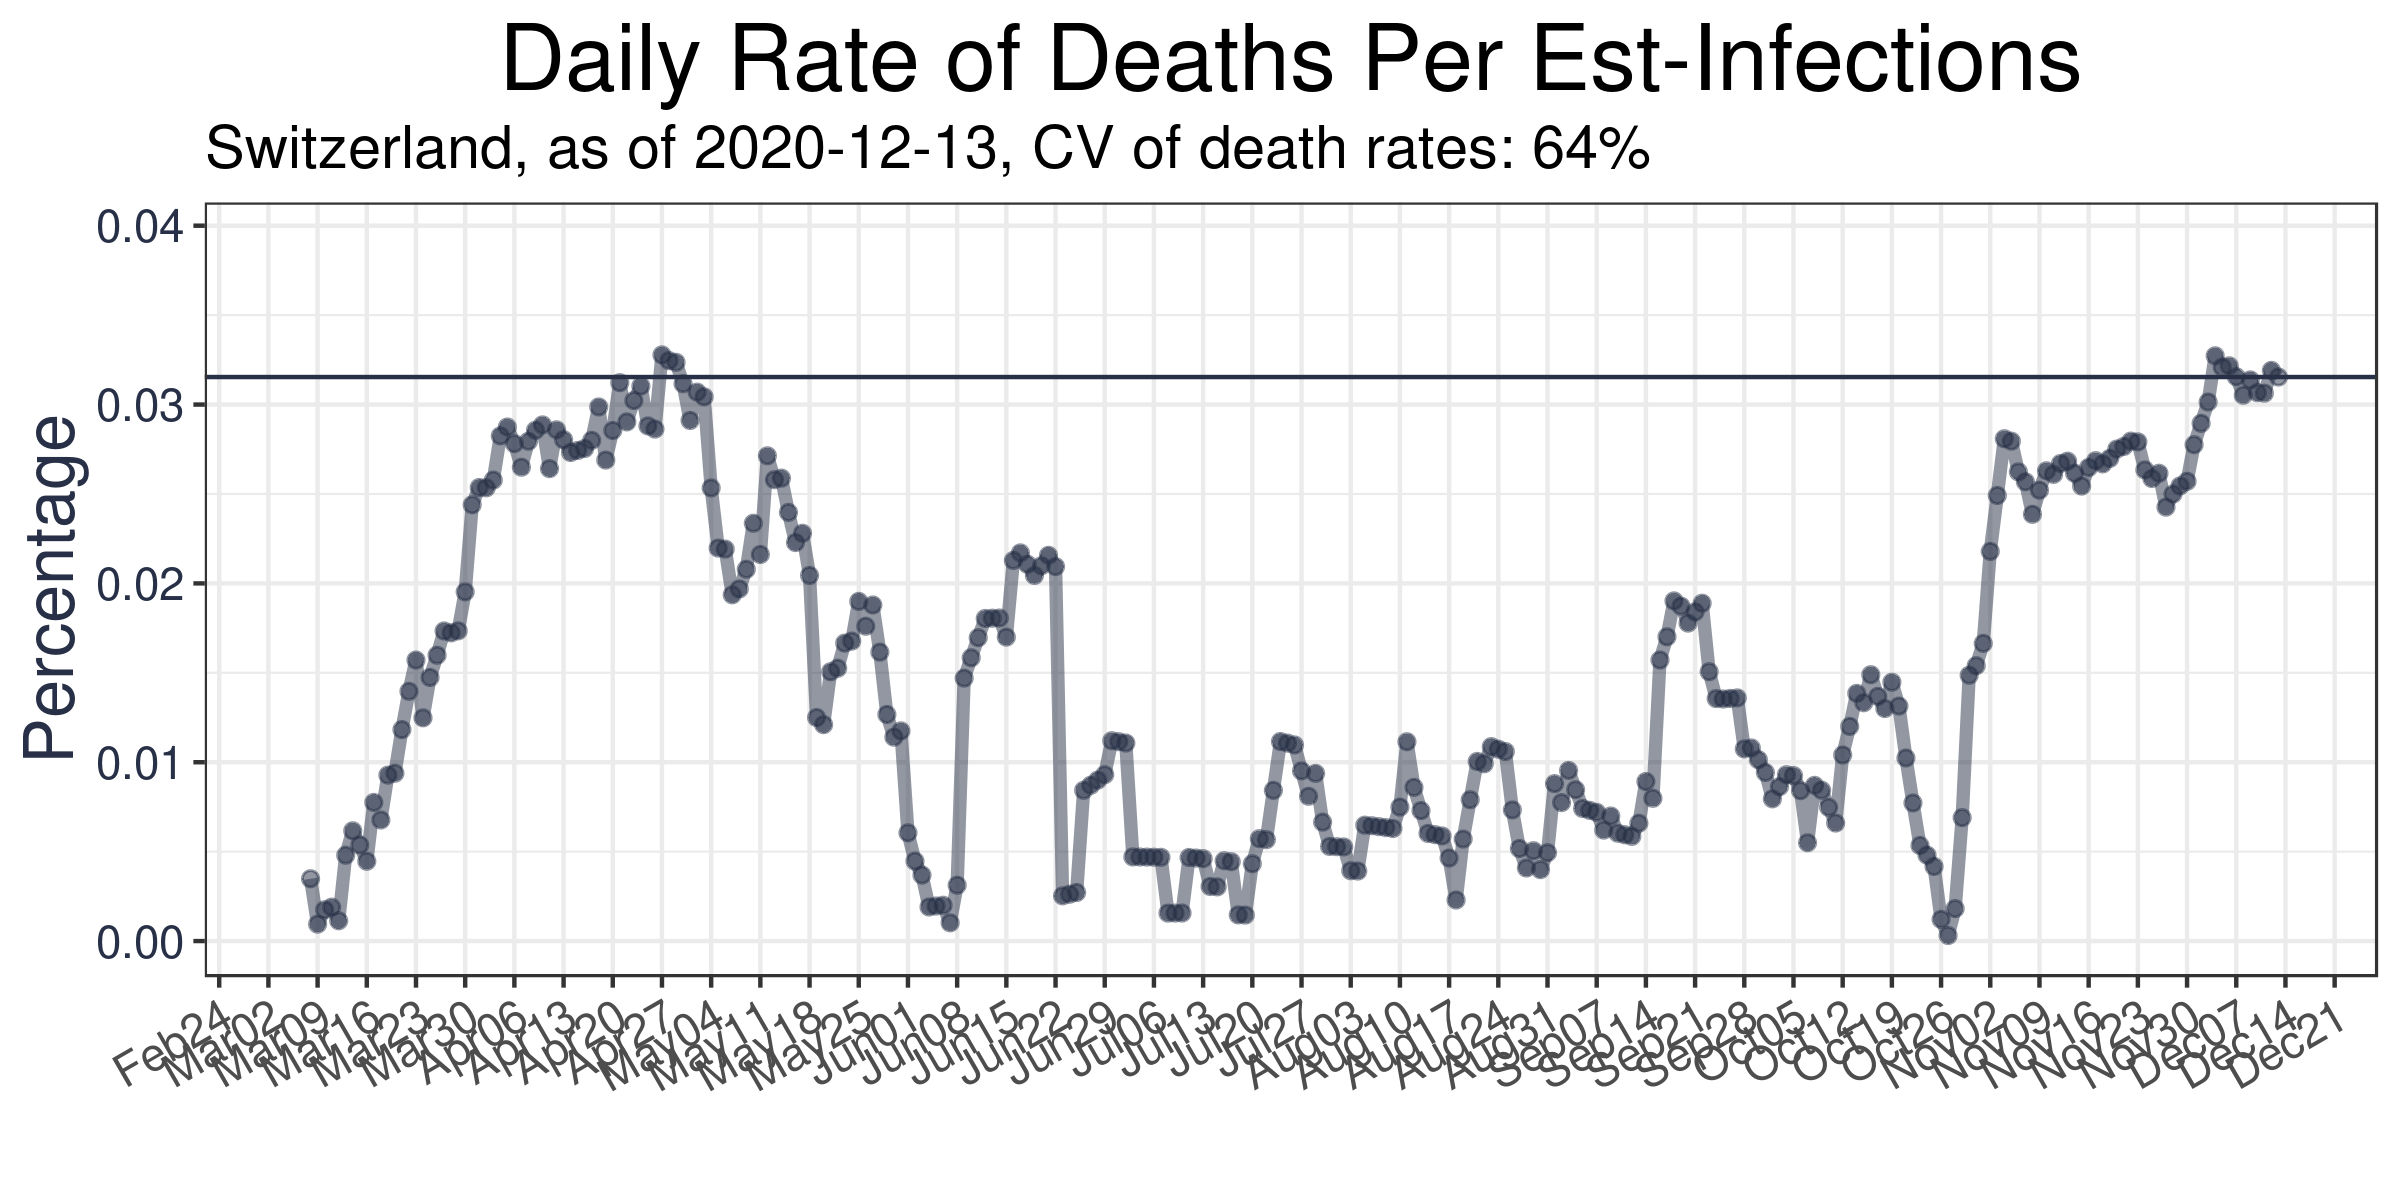 Daily Rate of Deaths Per Est-Infections
Switzerland, as of 2020-12-13, CV of death rates: 64%
Percentage
0.04
0.03
0.02
0.01
0.00
Feb24
Mar02
Mar09
Mar16
Mar23
Mar30
Apr06
Apr13
Apr20
Apr27
May04
May11
May18
May25
Jun01
Jun08
Jun15
Jun22
Jun29
Jul06
Jul13
Jul20
Jul27
Aug03
Aug10
Aug17
Aug24
Aug31
Sep07
Sep14
Sep21
Sep28
Oct05
Oct12
Oct19
Oct26
Nov02
Nov09
Nov16
Nov23
Nov30
Dec07
Dec14
Dec21